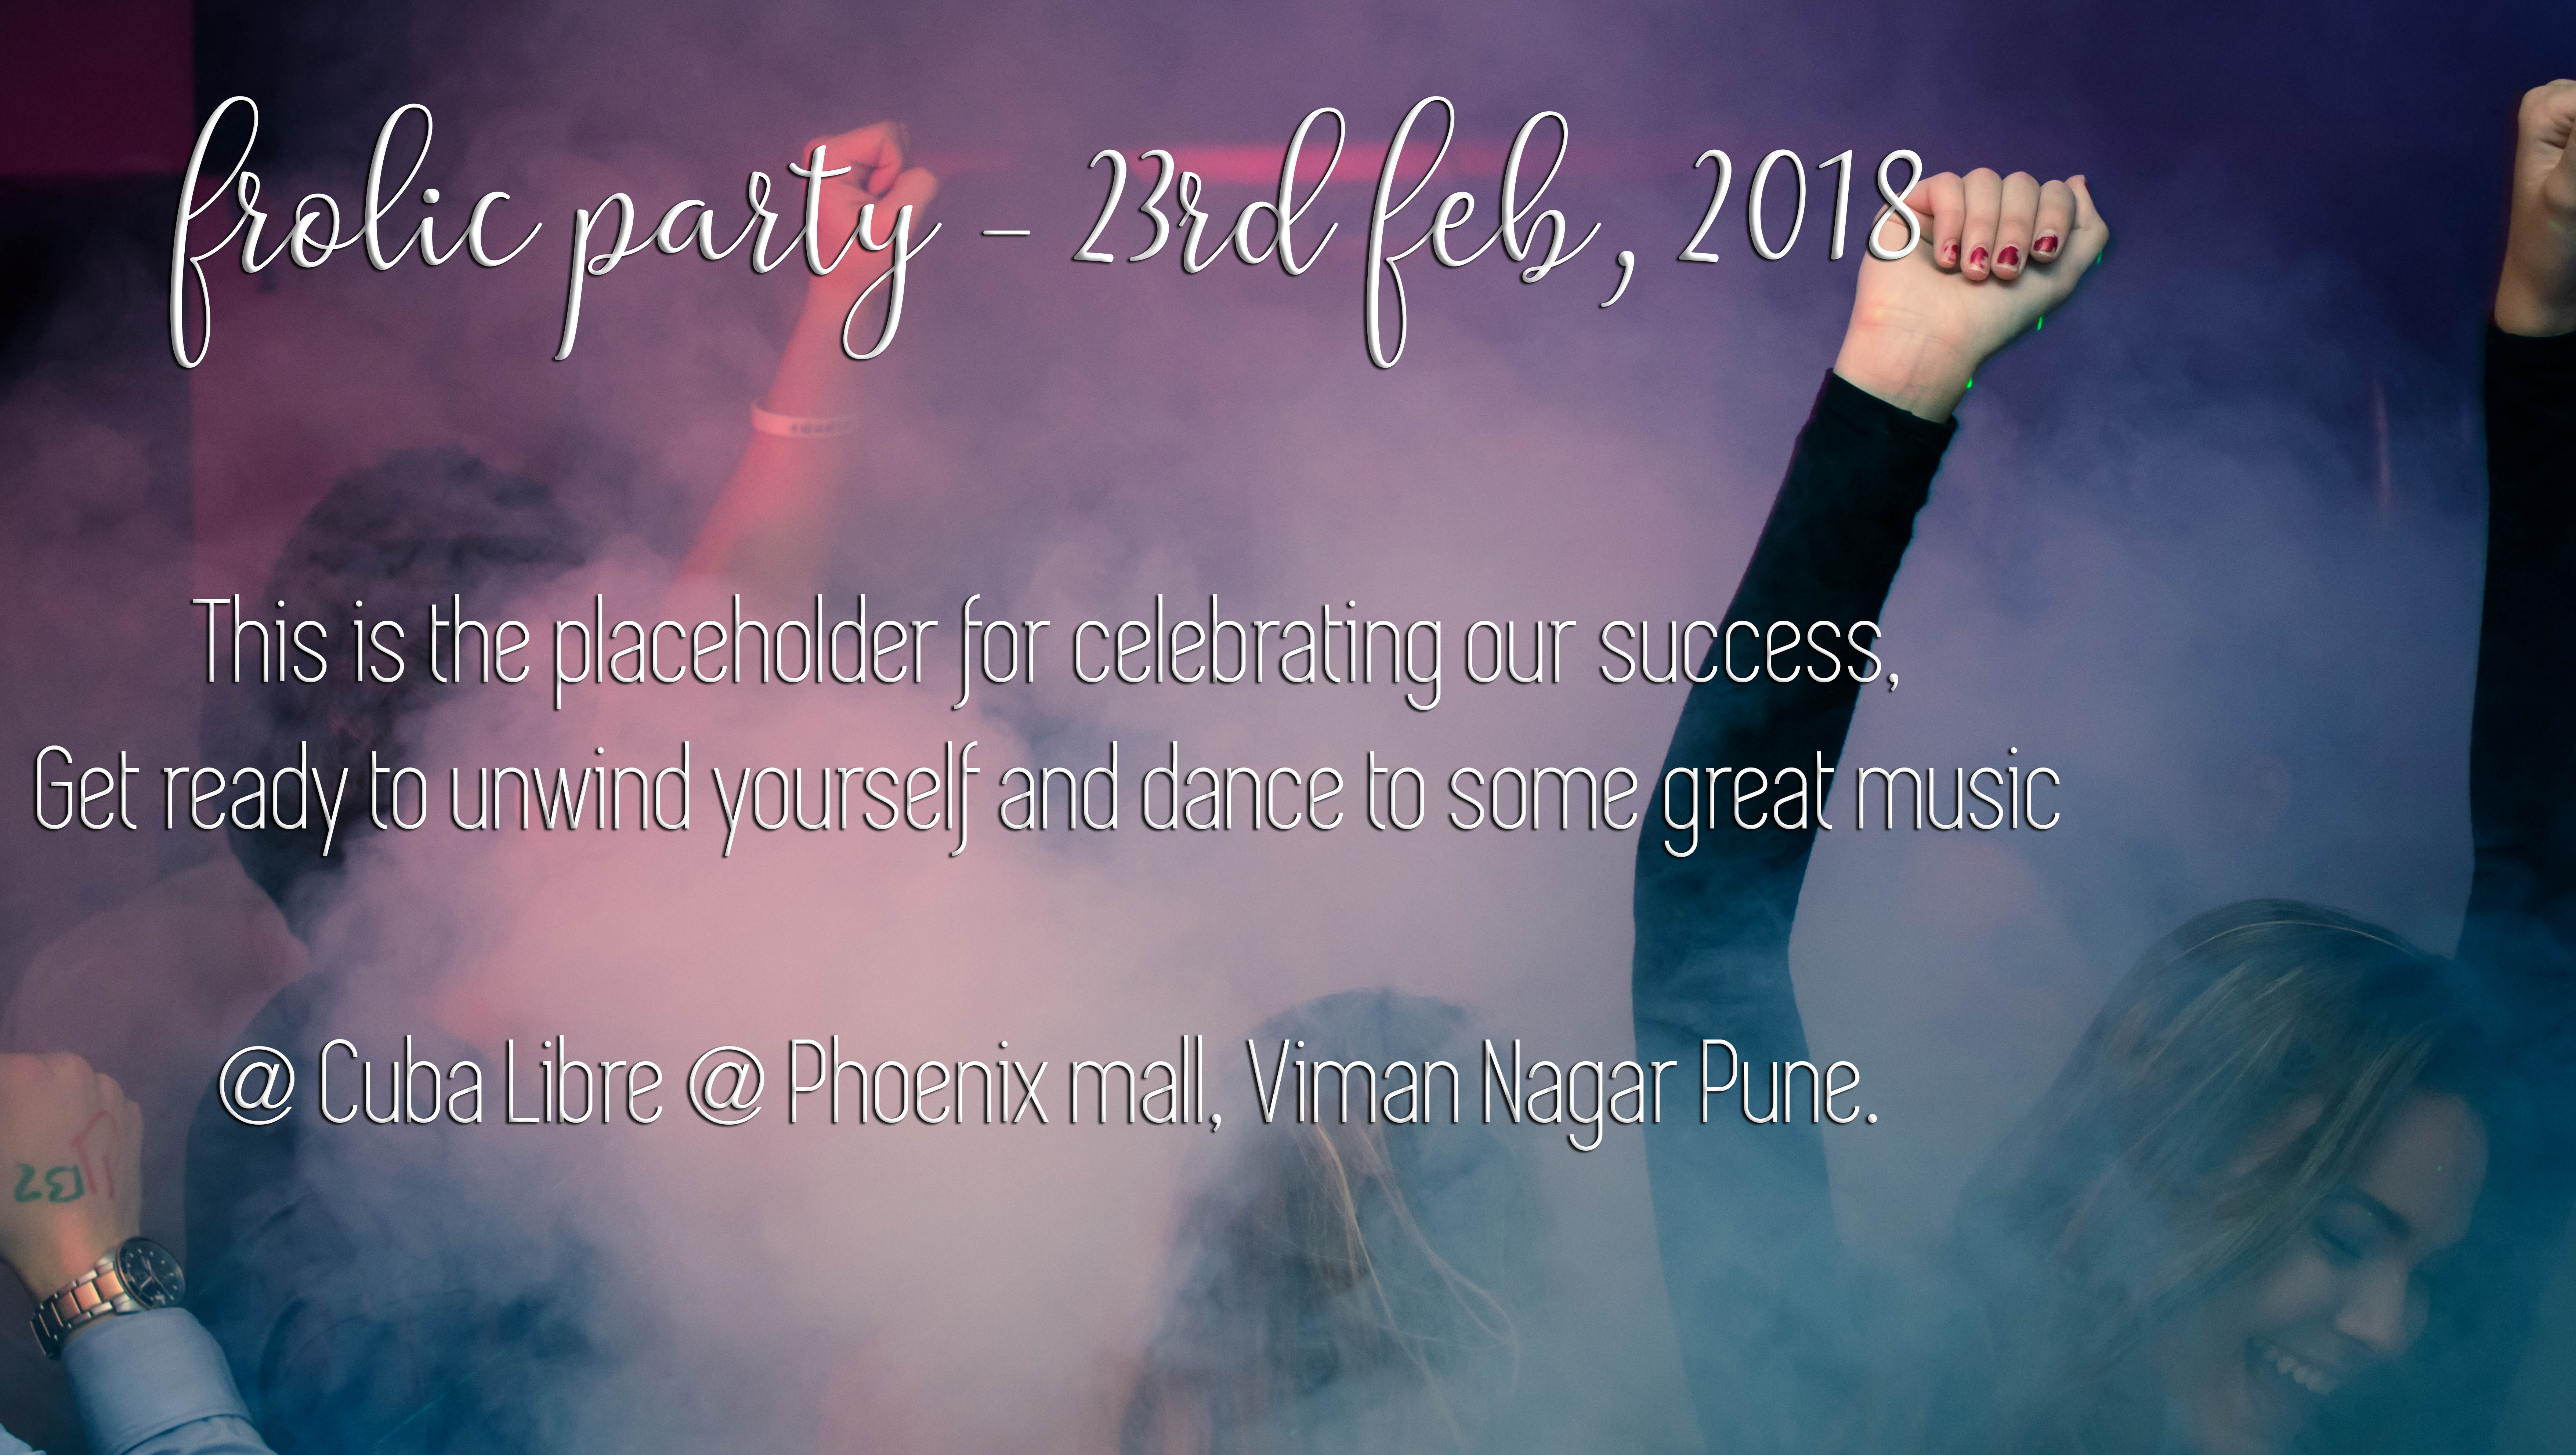 frolic party - 23rd feb, 2018
This is the placeholder for celebrating our success,
Get ready to unwind yourself and dance to some great music
@ Cuba Libre @ Phoenix mall, Viman Nagar Pune.